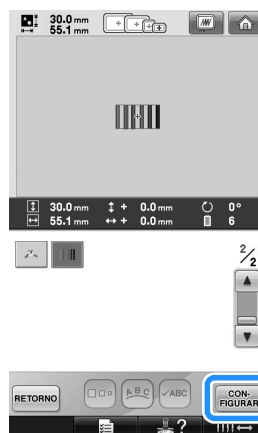 30.0 mm
55.1 mm
30.0 mm + 0.0 mm 0°
55.1 mm + 0.0 mm 6
2/2
RETORNO
ABC
ABC
CON-
FIGURAR
?